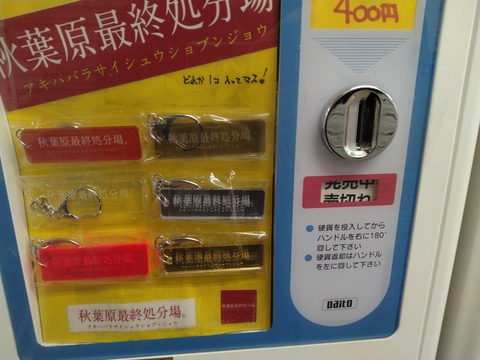 秋葉原最終処分場
アキハバラサイシュウショブンジョウ
どれか1コ入ってマス!
400円
秋葉原最終処分場。
秋葉原最終処分場。
秋葉原最終処分場。
秋葉原最終処分場。
秋葉原最終処分場。
秋葉原最終処分場。
アキハバラサイシュウショブンジョウ
秋葉原最終処分場。
発売中
売切れ
●硬貨を投入してから
ハンドルを右に180°
回して下さい
●硬貨返却はハンドル
を左に回して下さい
Daito